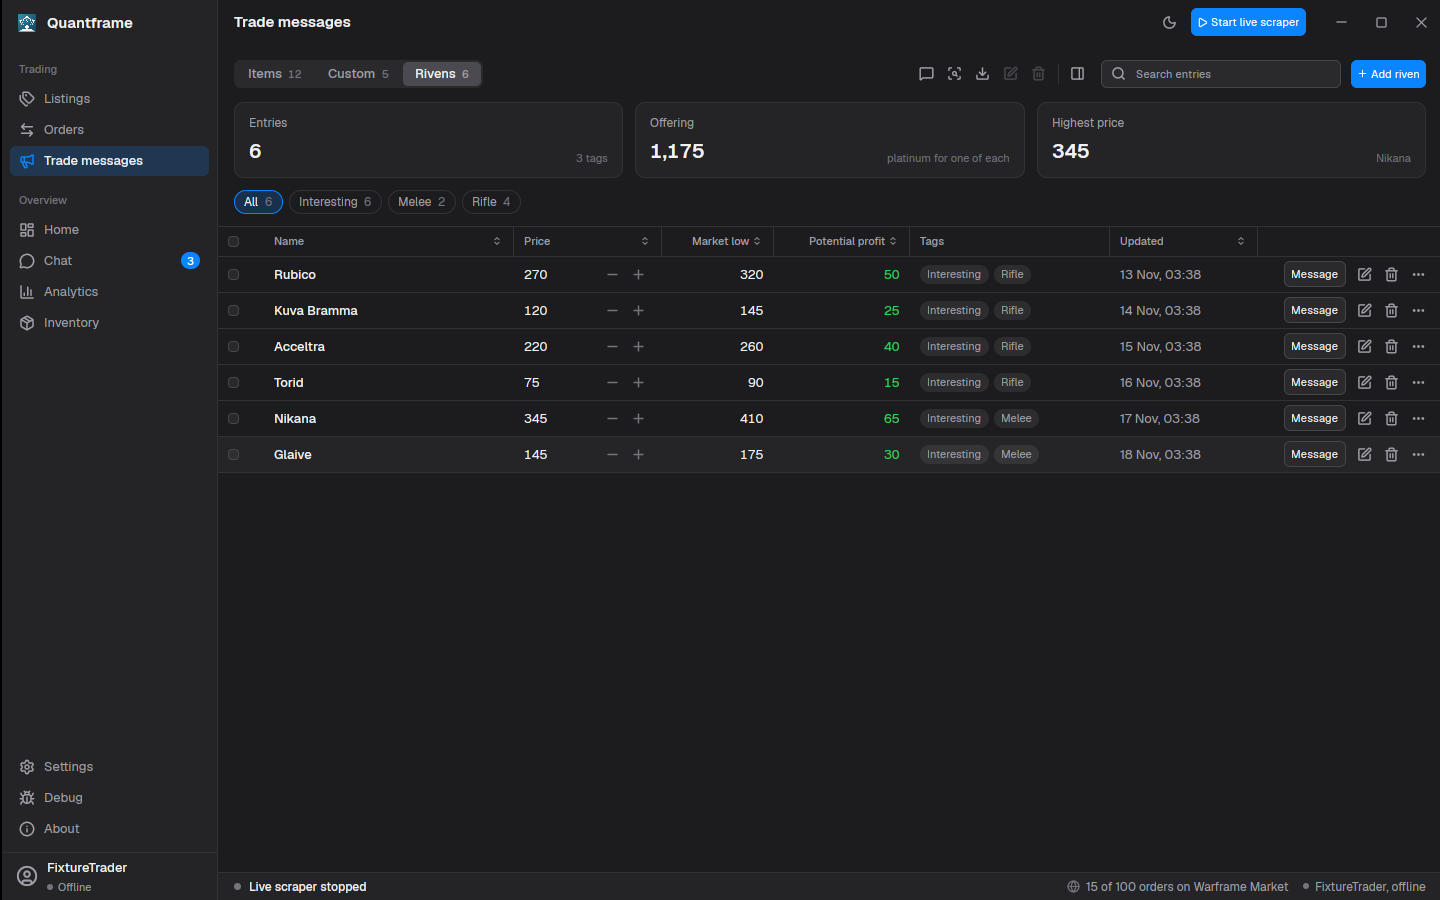 Quantframe
Trading
Listings
Orders
Trade messages
Overview
Home
Chat 3
Analytics
Inventory
Settings
Debug
About
FixtureTrader
Offline
Trade messages
Start live scraper
Items 12 Custom 5 Rivens 6
Search entries
+ Add riven
Entries
6
3 tags
Offering
1,175
platinum for one of each
Highest price
345
Nikana
All 6 Interesting 6 Melee 2 Rifle 4
Name Price Market low Potential profit Tags Updated
Rubico 270 320 50 Interesting Rifle 13 Nov, 03:38 Message
Kuva Bramma 120 145 25 Interesting Rifle 14 Nov, 03:38 Message
Acceltra 220 260 40 Interesting Rifle 15 Nov, 03:38 Message
Torid 75 90 15 Interesting Rifle 16 Nov, 03:38 Message
Nikana 345 410 65 Interesting Melee 17 Nov, 03:38 Message
Glaive 145 175 30 Interesting Melee 18 Nov, 03:38 Message
Live scraper stopped
15 of 100 orders on Warframe Market
FixtureTrader, offline